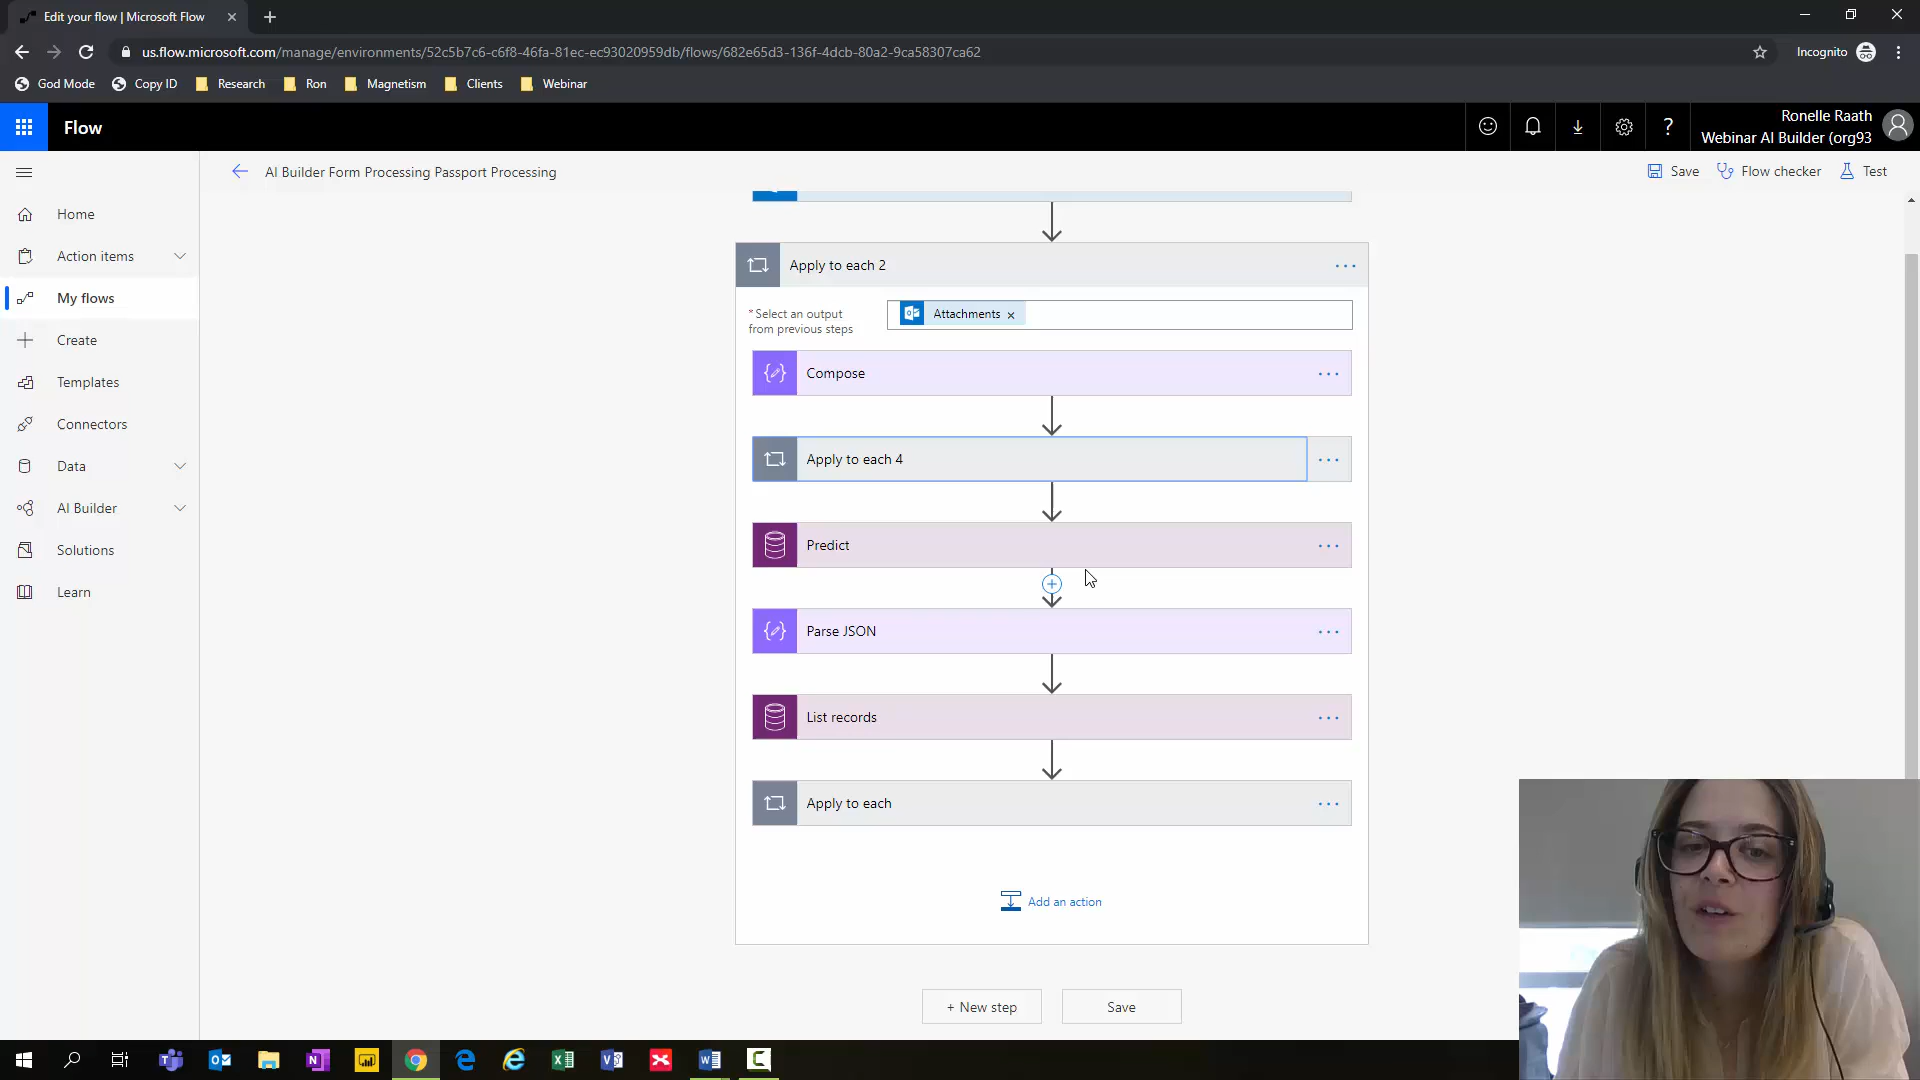 Edit your flow | Microsoft Flow
us.flow.microsoft.com/manage/environments/52c5b7c6-c6f8-46fa-81ec-ec93020959db/flows/682e65d3-136f-4dcb-80a2-9ca58307ca62
Incognito
God Mode Copy ID Research Ron Magnetism Clients Webinar
Flow
Ronelle Raath
Webinar AI Builder (org93
AI Builder Form Processing Passport Processing
Save Flow checker Test
Home
Action items
My flows
Create
Templates
Connectors
Data
AI Builder
Solutions
Learn
Apply to each 2
*Select an output
from previous steps
Attachments
Compose
Apply to each 4
Predict
Parse JSON
List records
Apply to each
Add an action
+ New step
Save